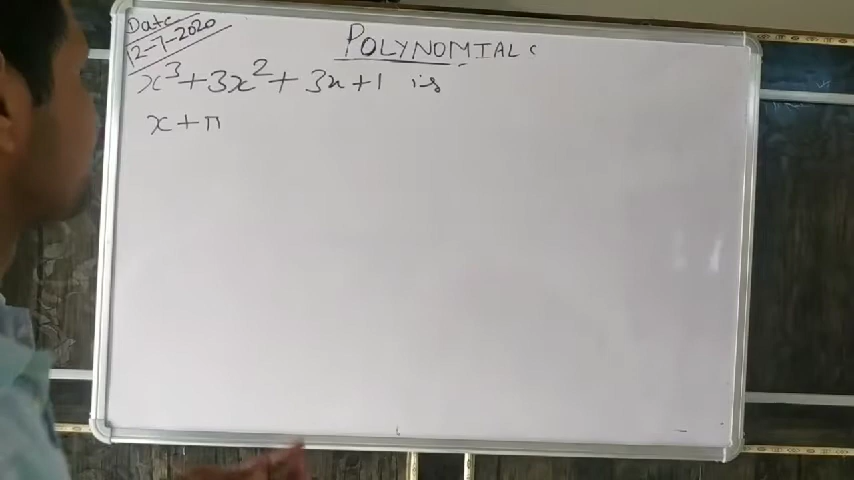 Date
12-7-2020
POLYNOMIALS
x³+3x²+3x+1 is
x+π